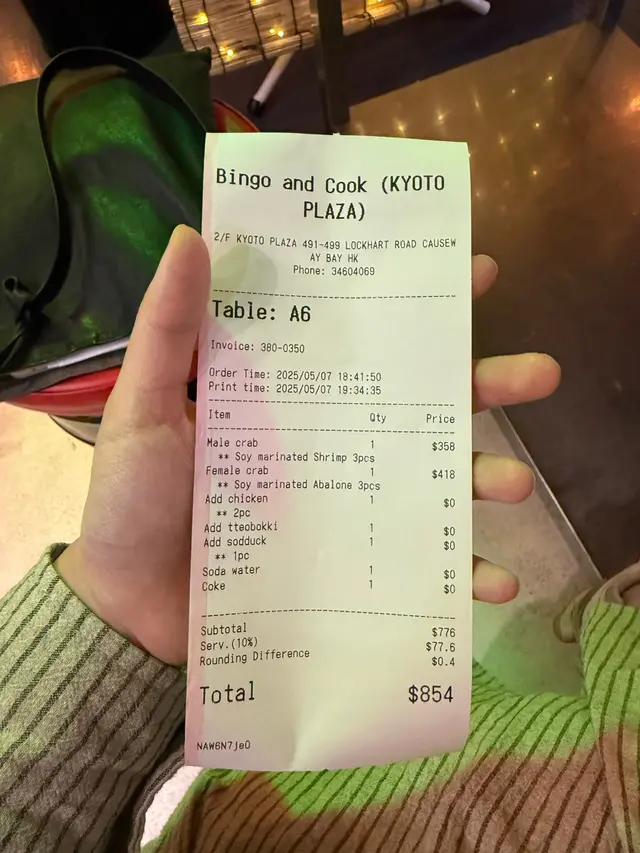 Bingo and Cook (KYOTO
PLAZA)
2/F KYOTO PLAZA 491-499 LOCKHART ROAD CAUSEW
AY BAY HK
Phone: 34604069
Table: A6
Invoice: 380-0350
Order Time: 2025/05/07 18:41:50
Print time: 2025/05/07 19:34:35
Item Qty Price
Male crab 1 $358
** Soy marinated Shrimp 3pcs
Female crab 1 $418
** Soy marinated Abalone 3pcs
Add chicken 1 $0
** 2pc
Add tteobokki 1 $0
Add sodduck 1 $0
** 1pc
Soda water 1 $0
Coke 1 $0
Subtotal $776
Serv.(10%) $77.6
Rounding Difference $0.4
Total $854
NAW6N7je0